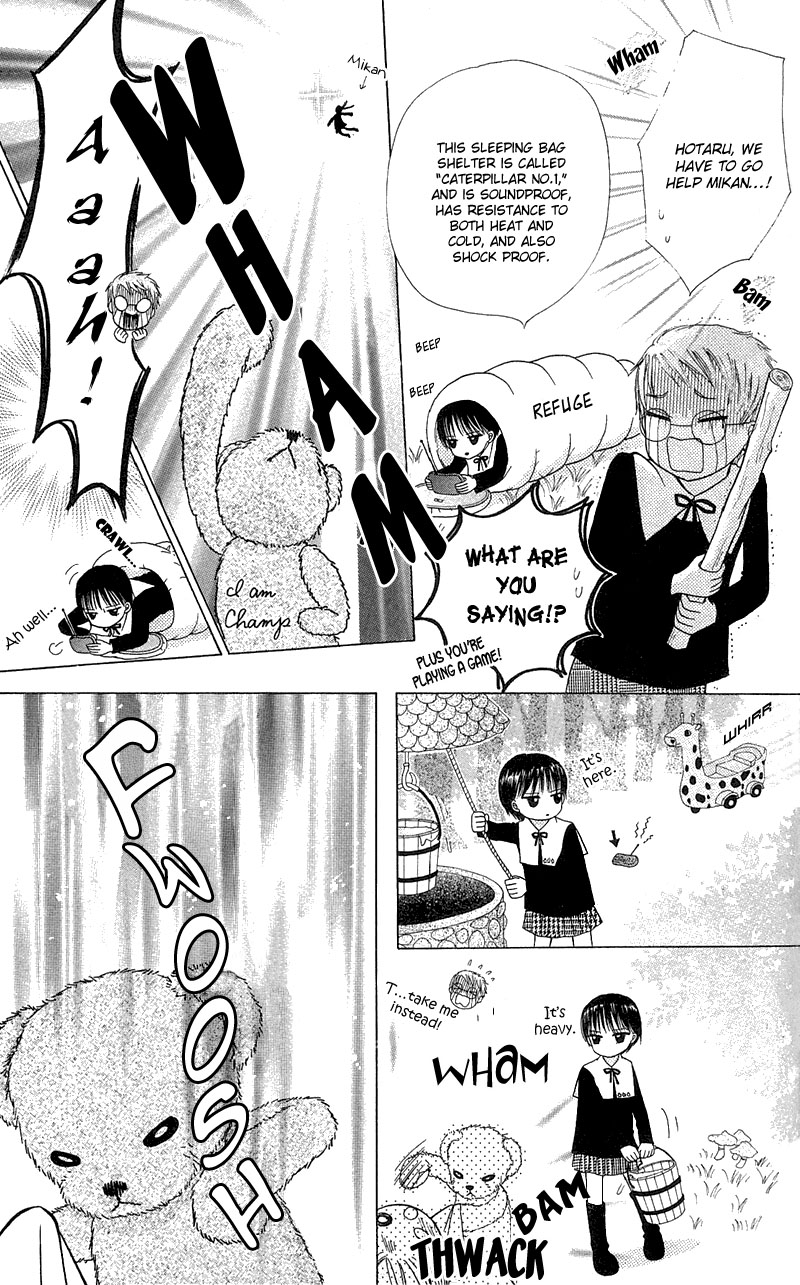 Wham
HOTARU, WE
HAVE TO GO
HELP MIKAN...!
THIS SLEEPING BAG
SHELTER IS CALLED
"CATERPILLAR NO.1,"
AND IS SOUNDPROOF,
HAS RESISTANCE TO
BOTH HEAT AND
COLD, AND ALSO
SHOCK PROOF.
Bam
BEEP
BEEP
REFUGE
WHAT ARE
YOU
SAYING!?
PLUS YOU'RE
PLAYING A GAME!
Mikan
WHAM
I am
Champ
Aaah!
CRAWL...
Ah well...
WHIRR
It's
here.
It's
heavy.
T...take me
instead!
WHAM
BAM
THWACK
FWOOSH